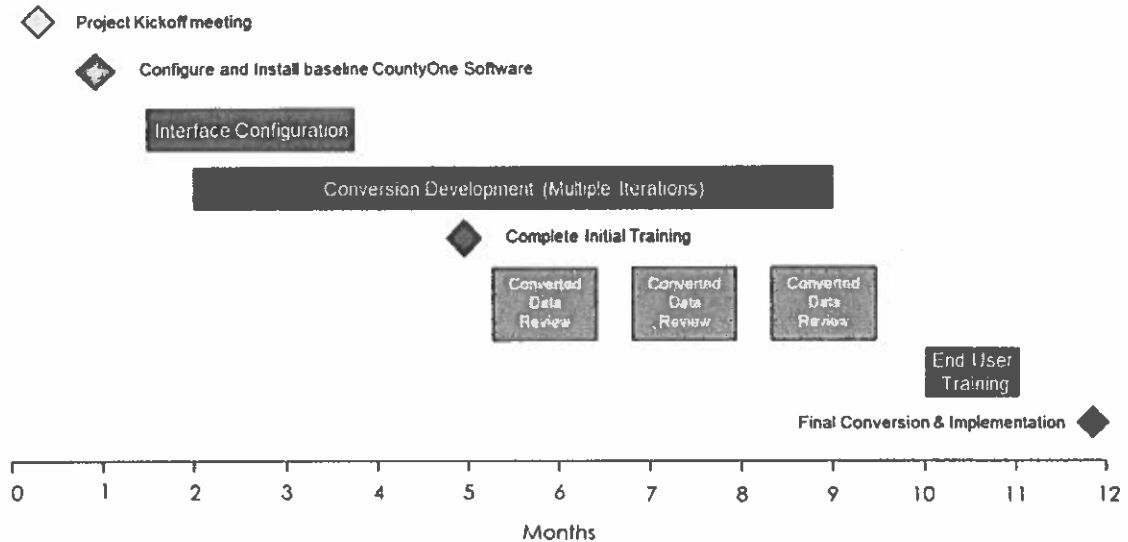 Project Kickoff meeting
Configure and Install baseline CountyOne Software
Interface Configuration
Conversion Development (Multiple Iterations)
Complete Initial Training
Converted
Data
Review
Converted
Data
Review
Converted
Data
Review
End User
Training
Final Conversion & Implementation
0 1 2 3 4 5 6 7 8 9 10 11 12
Months